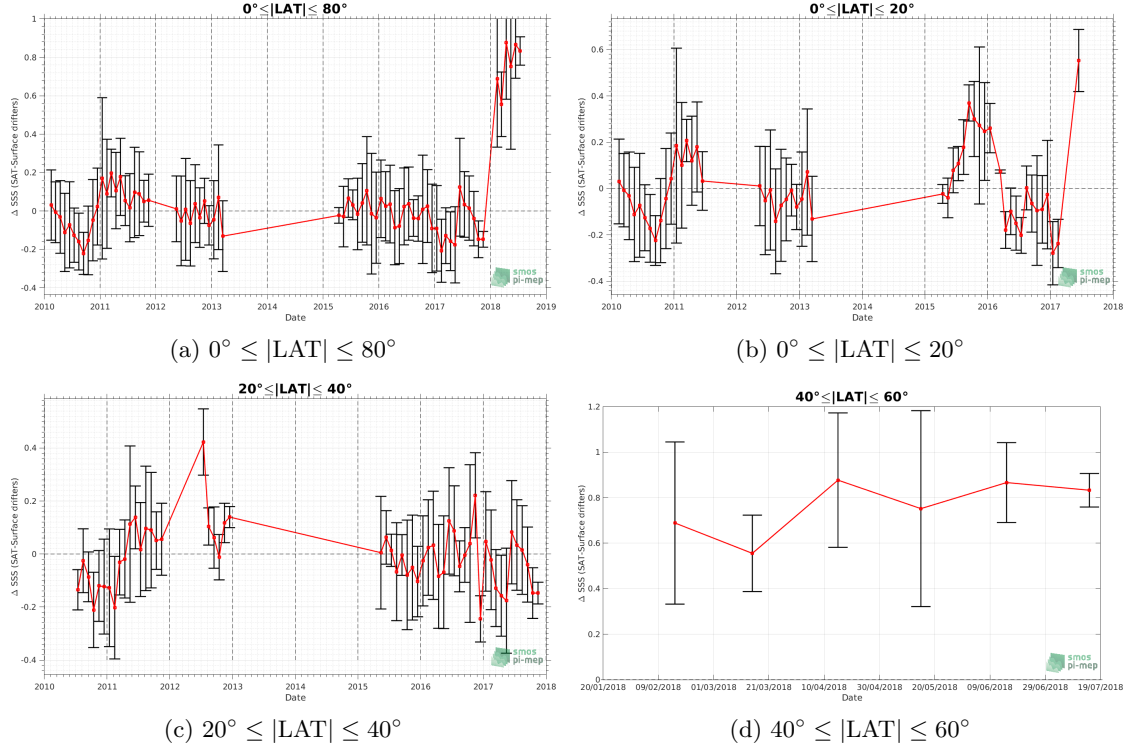 0°≤|LAT|≤ 80°
Δ SSS (SAT-Surface drifters)
1
0.8
0.6
0.4
0.2
0
-0.2
-0.4
2010 2011 2012 2013 2014 2015 2016 2017 2018 2019
Date
smos
pi-mep
(a) 0° ≤ |LAT| ≤ 80°
0°≤|LAT|≤ 20°
Δ SSS (SAT-Surface drifters)
0.6
0.4
0.2
0
-0.2
-0.4
2010 2011 2012 2013 2014 2015 2016 2017 2018
Date
smos
pi-mep
(b) 0° ≤ |LAT| ≤ 20°
20°≤|LAT|≤ 40°
Δ SSS (SAT-Surface drifters)
0.4
0.2
0
-0.2
-0.4
2010 2011 2012 2013 2014 2015 2016 2017 2018
Date
smos
pi-mep
(c) 20° ≤ |LAT| ≤ 40°
40°≤|LAT|≤ 60°
Δ SSS (SAT-Surface drifters)
1.2
1
0.8
0.6
0.4
0.2
0
20/01/2018 09/02/2018 01/03/2018 21/03/2018 10/04/2018 30/04/2018 20/05/2018 09/06/2018 29/06/2018 19/07/2018
Date
smos
pi-mep
(d) 40° ≤ |LAT| ≤ 60°